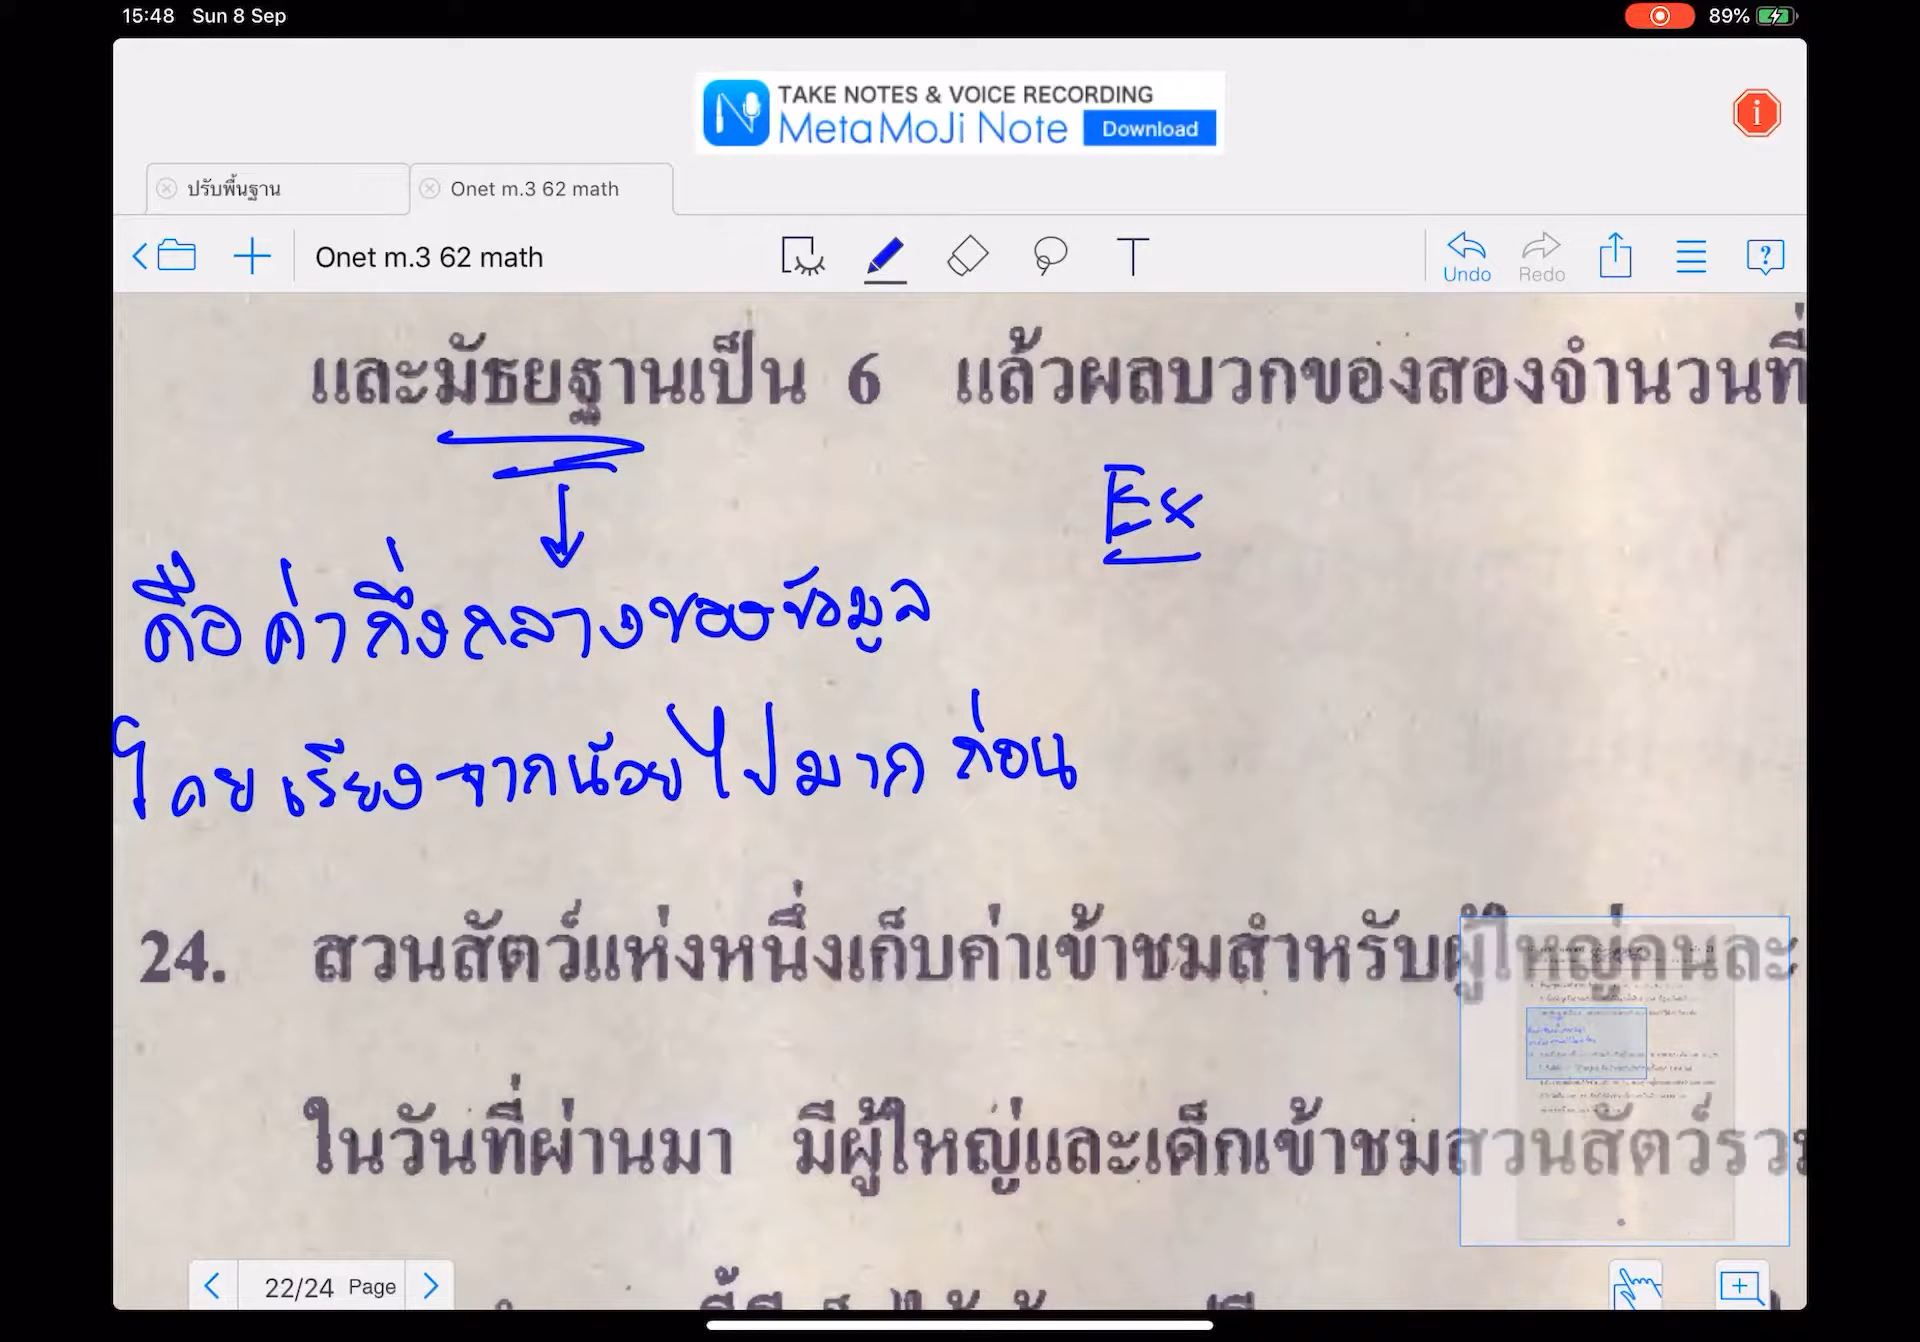 15:48 Sun 8 Sep
89%
TAKE NOTES & VOICE RECORDING
MetaMoJi Note Download
ปรับพื้นฐาน
Onet m.3 62 math
Onet m.3 62 math
Undo
Redo
และมัธยฐานเป็น 6 แล้วผลบวกของสองจำนวนที่
Ex
คือ ค่า กึ่งกลางของข้อมูล
โดย เรียงจากน้อยไปมาก ก่อน
24. สวนสัตว์แห่งหนึ่งเก็บค่าเข้าชมสำหรับผู้ใหญ่คนละ
ในวันที่ผ่านมา มีผู้ใหญ่และเด็กเข้าชมสวนสัตว์รวม
22/24 Page